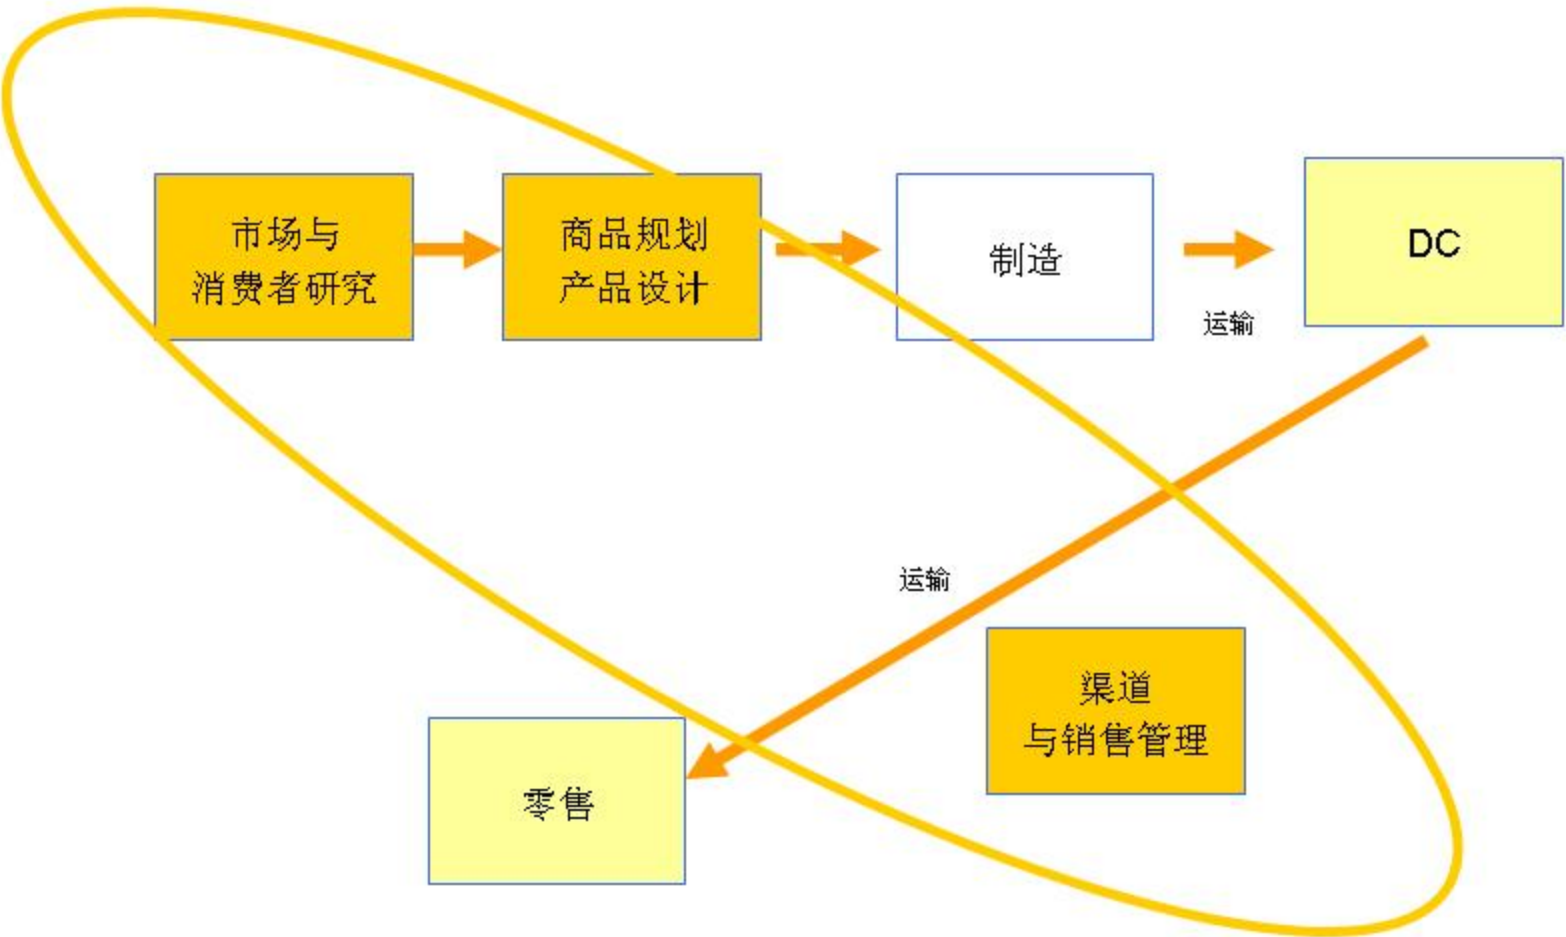 市场与
消费者研究
商品规划
产品设计
制造
运输
DC
运输
渠道
与销售管理
零售